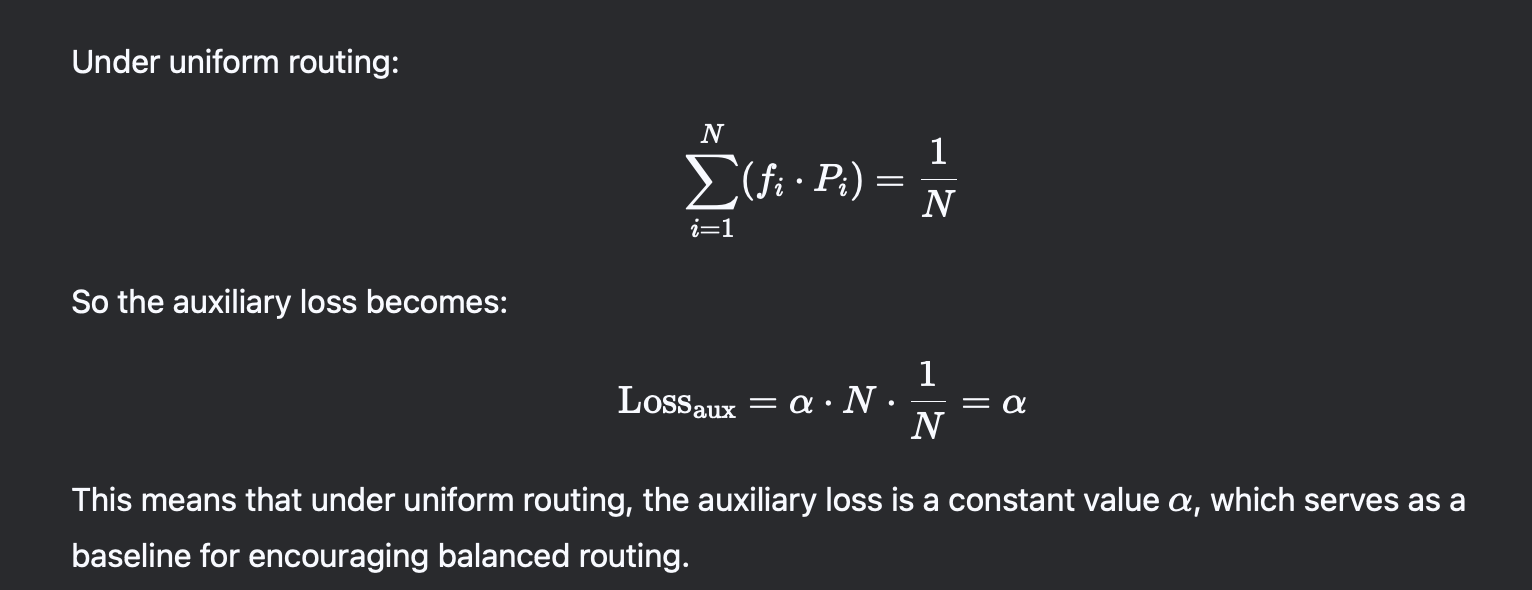 Under uniform routing:
\sum_{i=1}^{N} (f_i \cdot P_i) = \frac{1}{N}
So the auxiliary loss becomes:
\text{Loss}_{\text{aux}} = \alpha \cdot N \cdot \frac{1}{N} = \alpha
This means that under uniform routing, the auxiliary loss is a constant value α, which serves as a
baseline for encouraging balanced routing.